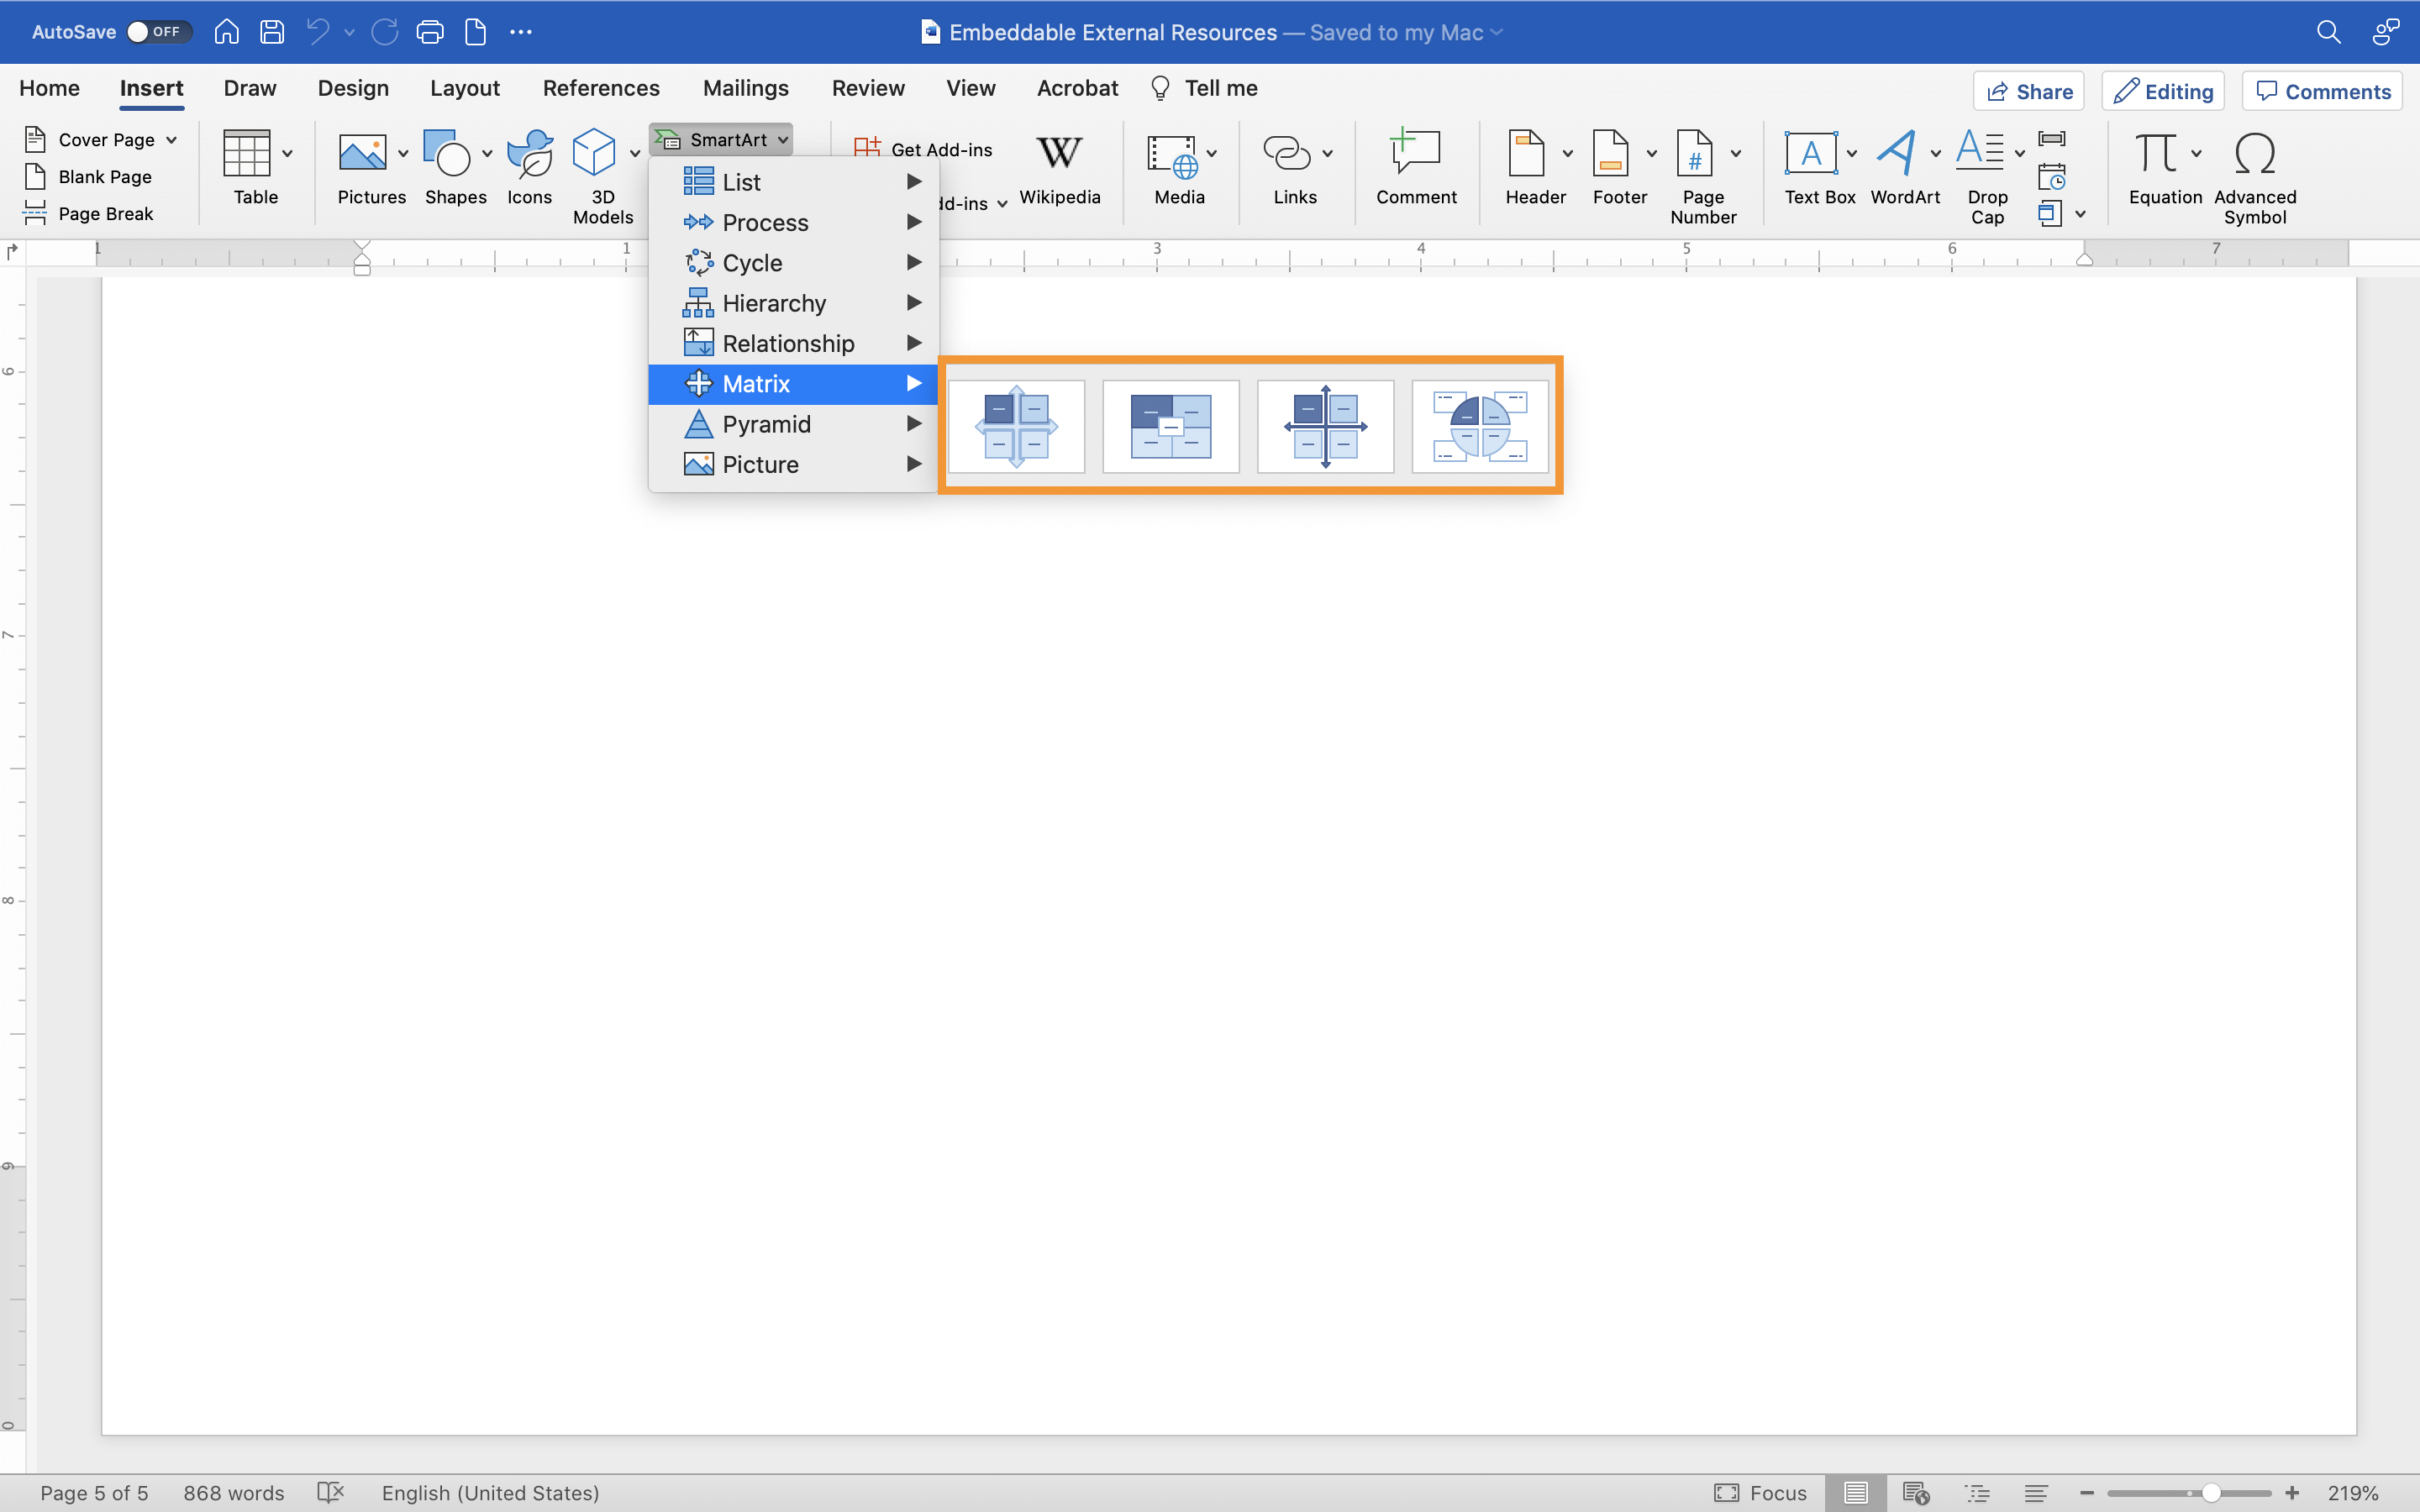 AutoSave OFF
Embeddable External Resources — Saved to my Mac
Home Insert Draw Design Layout References Mailings Review View Acrobat Tell me
Share Editing Comments
Cover Page
Blank Page
Page Break
Table
Pictures
Shapes
Icons
3D
Models
SmartArt
Get Add-ins
dd-ins
W
Wikipedia
Media
Links
Comment
Header
Footer
#
Page
Number
A
Text Box
WordArt
Drop
Cap
π
Equation
Ω
Advanced
Symbol
List
Process
Cycle
Hierarchy
Relationship
Matrix
Pyramid
Picture
1 1 3 4 5 6 7
6
7
8
9
0
Page 5 of 5 868 words English (United States) Focus 219%